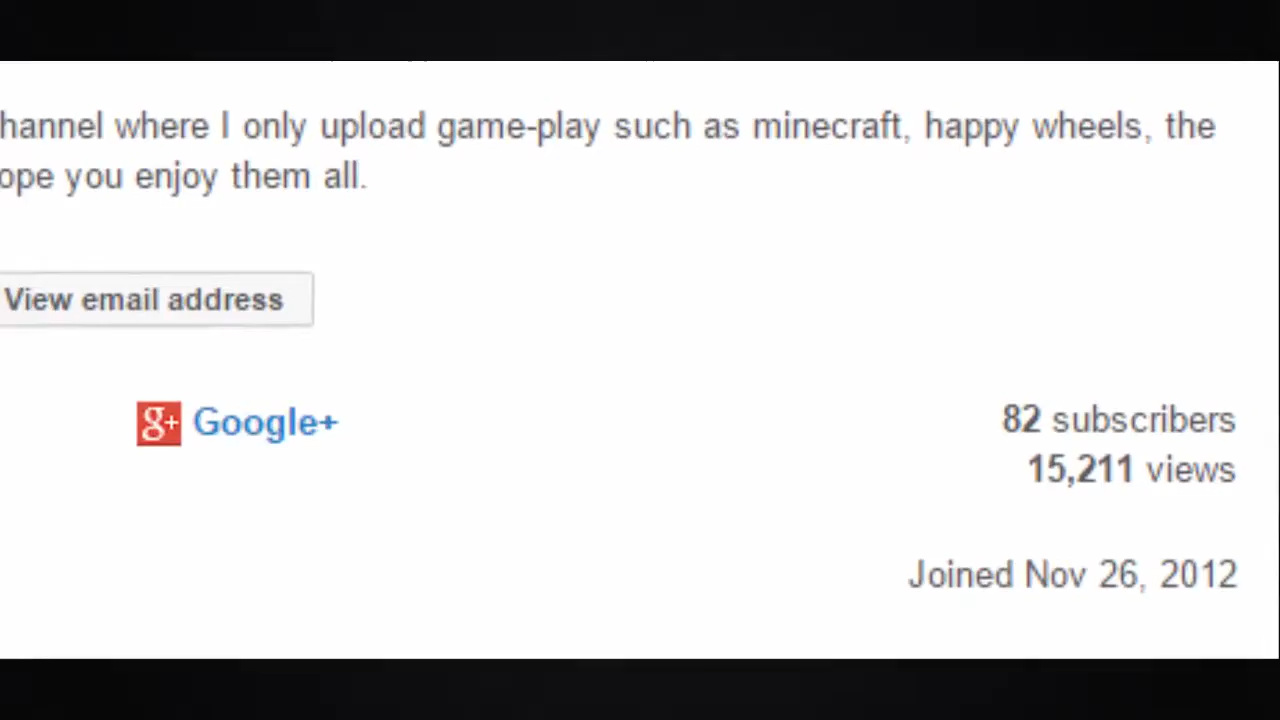 hannel where I only upload game-play such as minecraft, happy wheels, the
ope you enjoy them all.
View email address
g+ Google+
82 subscribers
15,211 views
Joined Nov 26, 2012